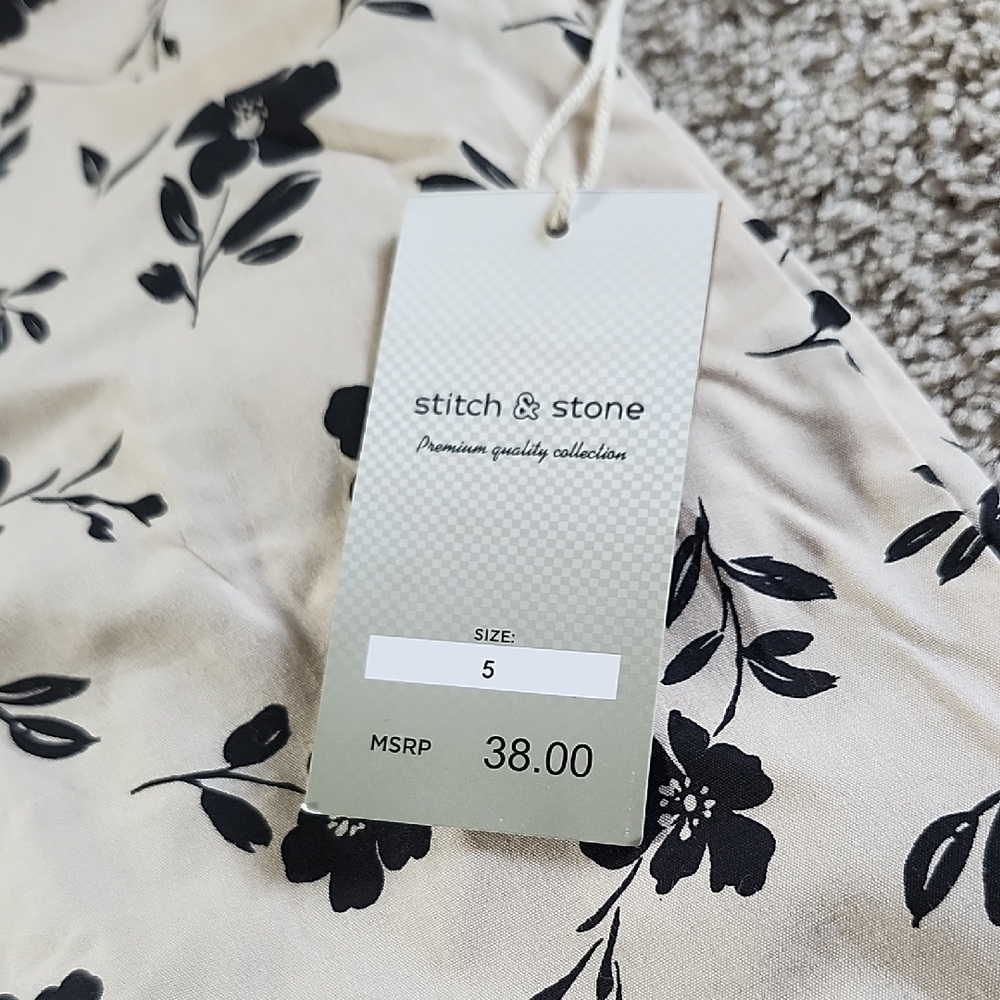 stitch & stone
Premium quality collection
SIZE:
5
MSRP 38.00